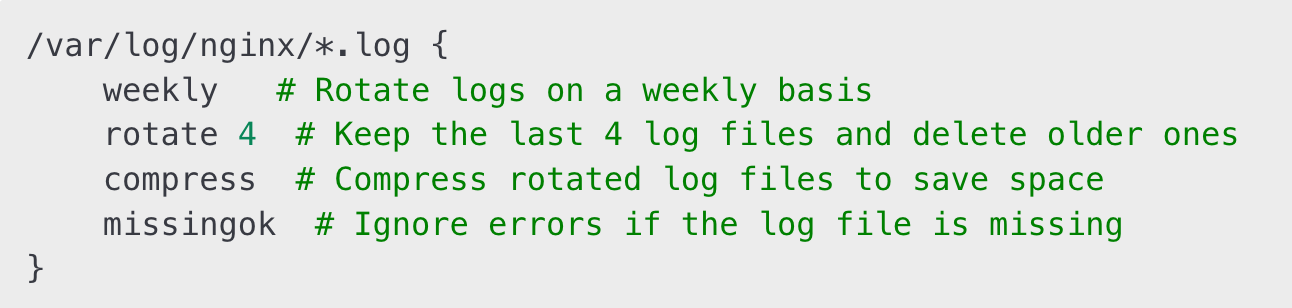 /var/log/nginx/*.log {
    weekly   # Rotate logs on a weekly basis
    rotate 4  # Keep the last 4 log files and delete older ones
    compress  # Compress rotated log files to save space
    missingok  # Ignore errors if the log file is missing
}